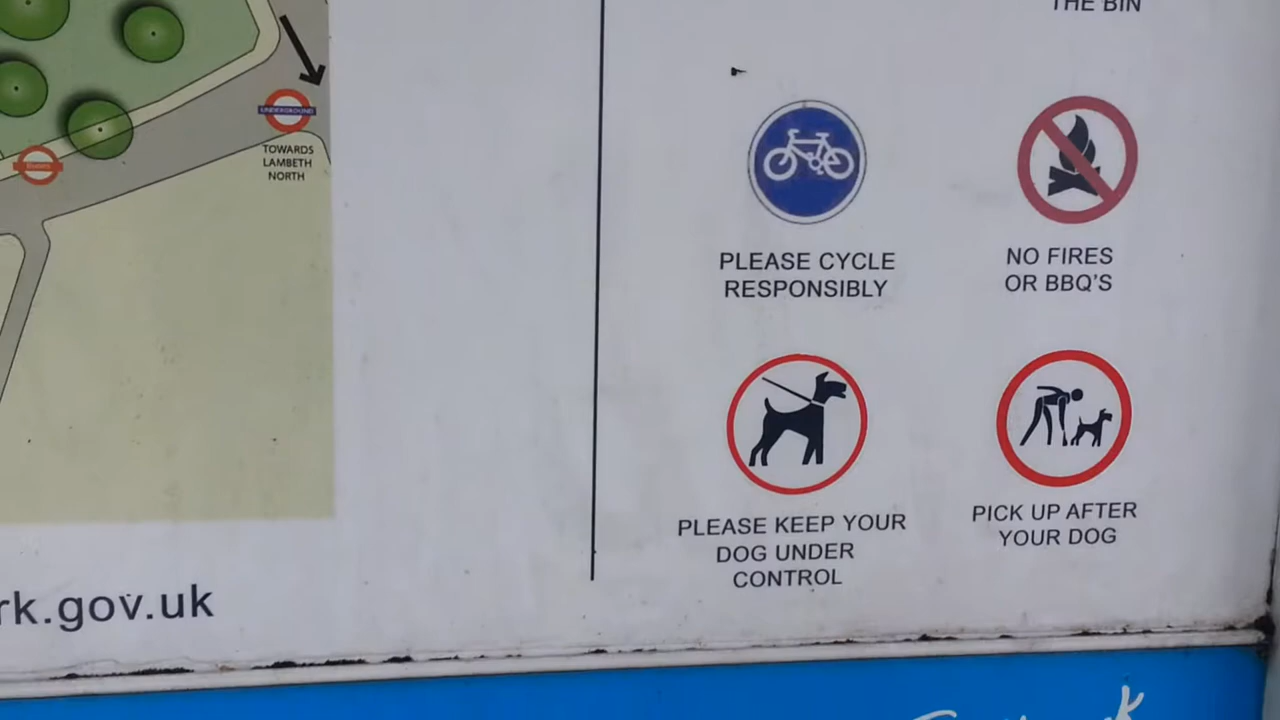 THE BIN
UNDERGROUND
TOWARDS
LAMBETH
NORTH
PLEASE CYCLE
RESPONSIBLY
NO FIRES
OR BBQ'S
PLEASE KEEP YOUR
DOG UNDER
CONTROL
PICK UP AFTER
YOUR DOG
rk.gov.uk